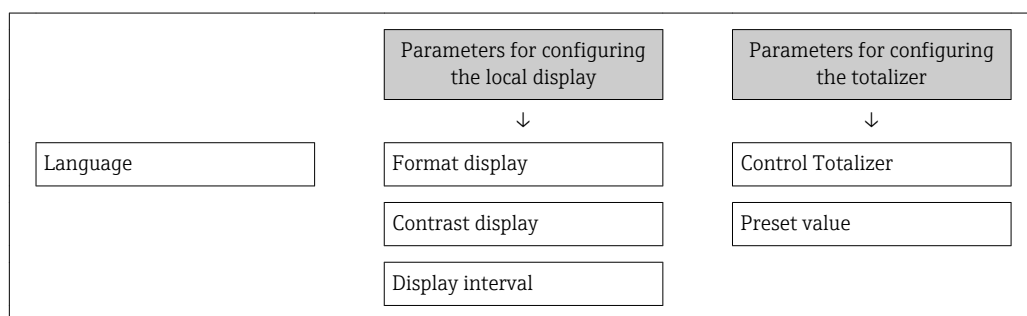 Parameters for configuring
the local display
Parameters for configuring
the totalizer
↓
↓
Language
Format display
Control Totalizer
Contrast display
Preset value
Display interval